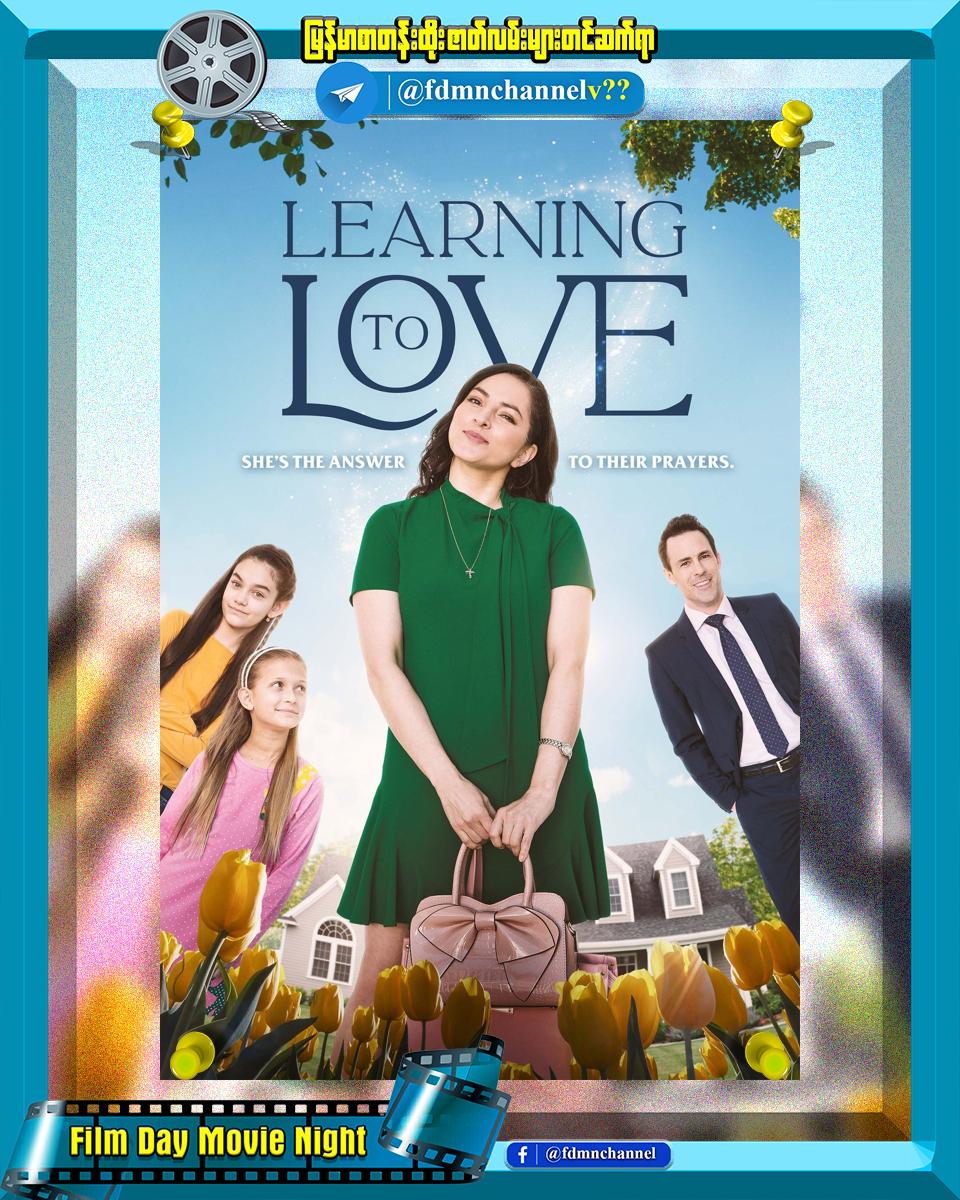 မြန်မာစာတန်းထိုးဇာတ်လမ်းများတင်ဆက်ရာ
@fdmnchannelv??
LEARNING
TO
LOVE
SHE'S THE ANSWER TO THEIR PRAYERS.
Film Day Movie Night
f @fdmnchannel